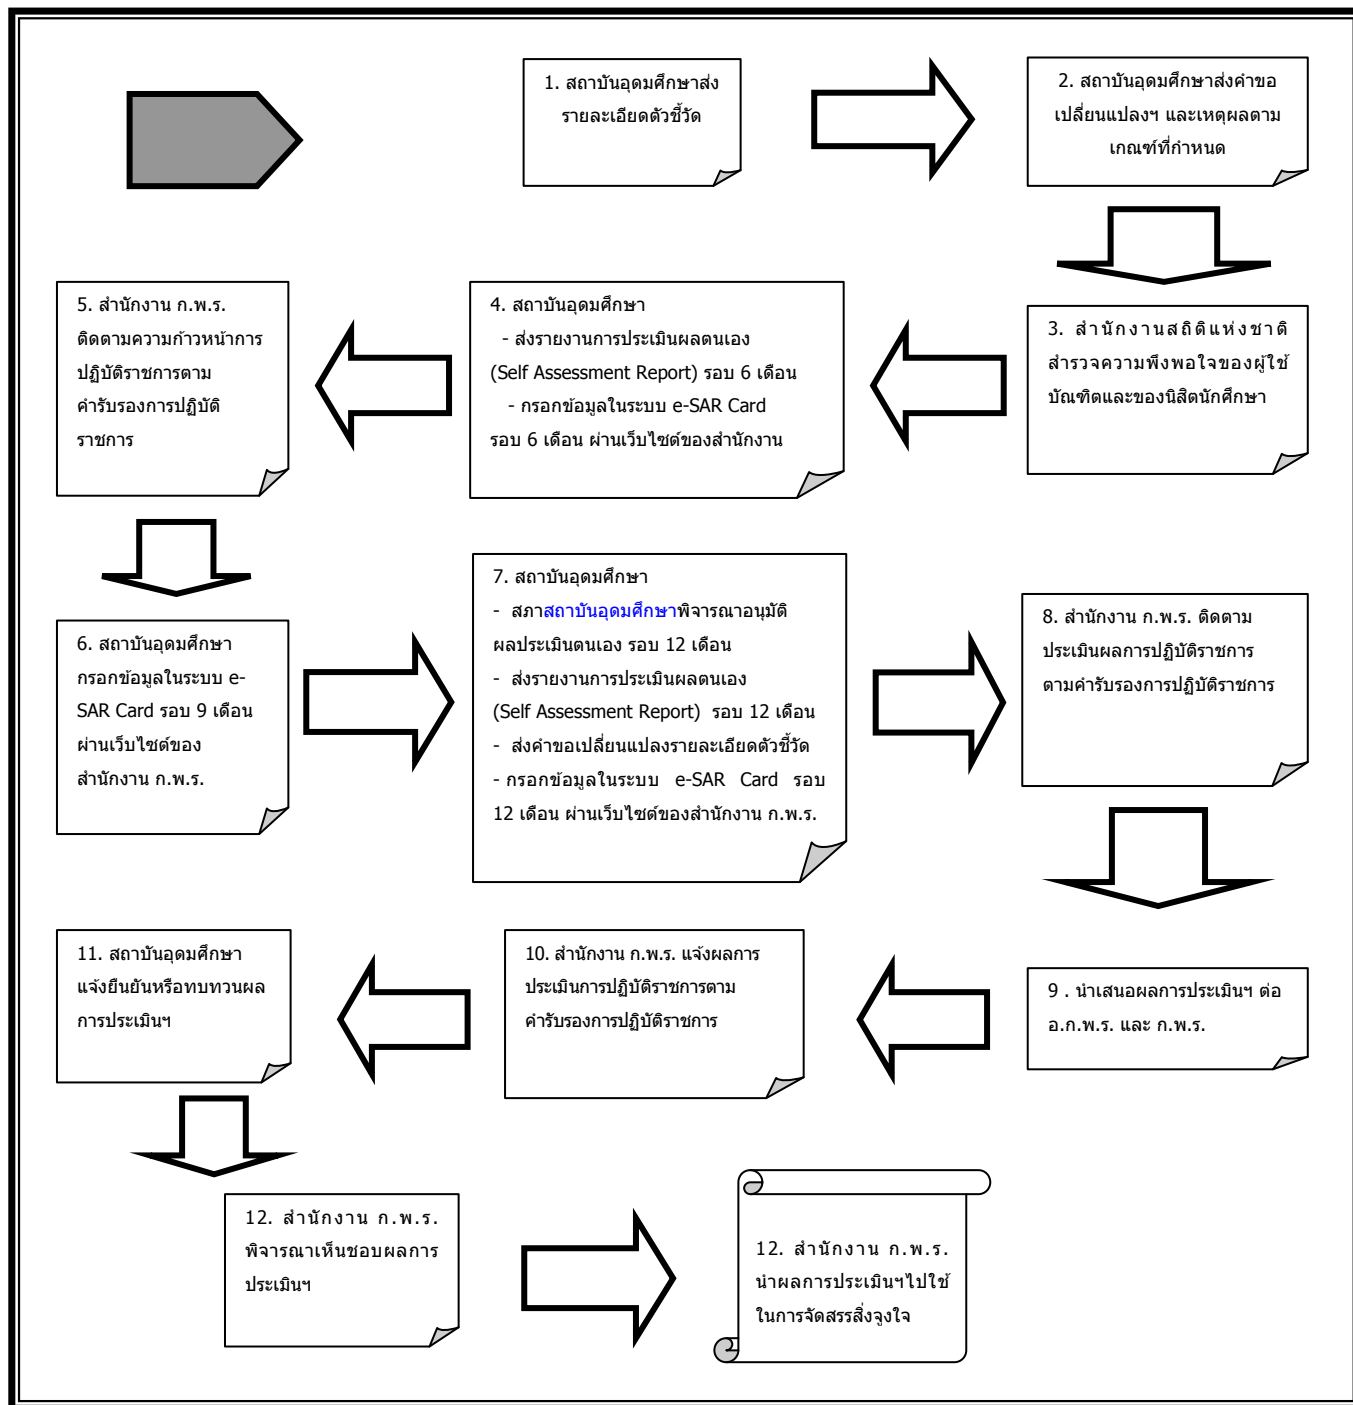 1. สถาบันอุดมศึกษาส่ง
รายละเอียดตัวชี้วัด
2. สถาบันอุดมศึกษาส่งคำขอ
เปลี่ยนแปลงฯ และเหตุผลตาม
เกณฑ์ที่กำหนด
3. สำนักงานสถิติแห่งชาติ
สำรวจความพึงพอใจของผู้ใช้
บัณฑิตและของนิสิตนักศึกษา
4. สถาบันอุดมศึกษา
- ส่งรายงานการประเมินผลตนเอง
(Self Assessment Report) รอบ 6 เดือน
- กรอกข้อมูลในระบบ e-SAR Card
รอบ 6 เดือน ผ่านเว็บไซต์ของสำนักงาน
5. สำนักงาน ก.พ.ร.
ติดตามความก้าวหน้าการ
ปฏิบัติราชการตาม
คำรับรองการปฏิบัติ
ราชการ
6. สถาบันอุดมศึกษา
กรอกข้อมูลในระบบ e-
SAR Card รอบ 9 เดือน
ผ่านเว็บไซต์ของ
สำนักงาน ก.พ.ร.
7. สถาบันอุดมศึกษา
- สภาสถาบันอุดมศึกษาพิจารณาอนุมัติ
ผลประเมินตนเอง รอบ 12 เดือน
- ส่งรายงานการประเมินผลตนเอง
(Self Assessment Report) รอบ 12 เดือน
- ส่งคำขอเปลี่ยนแปลงรายละเอียดตัวชี้วัด
- กรอกข้อมูลในระบบ e-SAR Card รอบ
12 เดือน ผ่านเว็บไซต์ของสำนักงาน ก.พ.ร.
8. สำนักงาน ก.พ.ร. ติดตาม
ประเมินผลการปฏิบัติราชการ
ตามคำรับรองการปฏิบัติราชการ
9 . นำเสนอผลการประเมินฯ ต่อ
อ.ก.พ.ร. และ ก.พ.ร.
10. สำนักงาน ก.พ.ร. แจ้งผลการ
ประเมินการปฏิบัติราชการตาม
คำรับรองการปฏิบัติราชการ
11. สถาบันอุดมศึกษา
แจ้งยืนยันหรือทบทวนผล
การประเมินฯ
12. สำนักงาน ก.พ.ร.
พิจารณาเห็นชอบผลการ
ประเมินฯ
12. สำนักงาน ก.พ.ร.
นำผลการประเมินฯไปใช้
ในการจัดสรรสิ่งจูงใจ